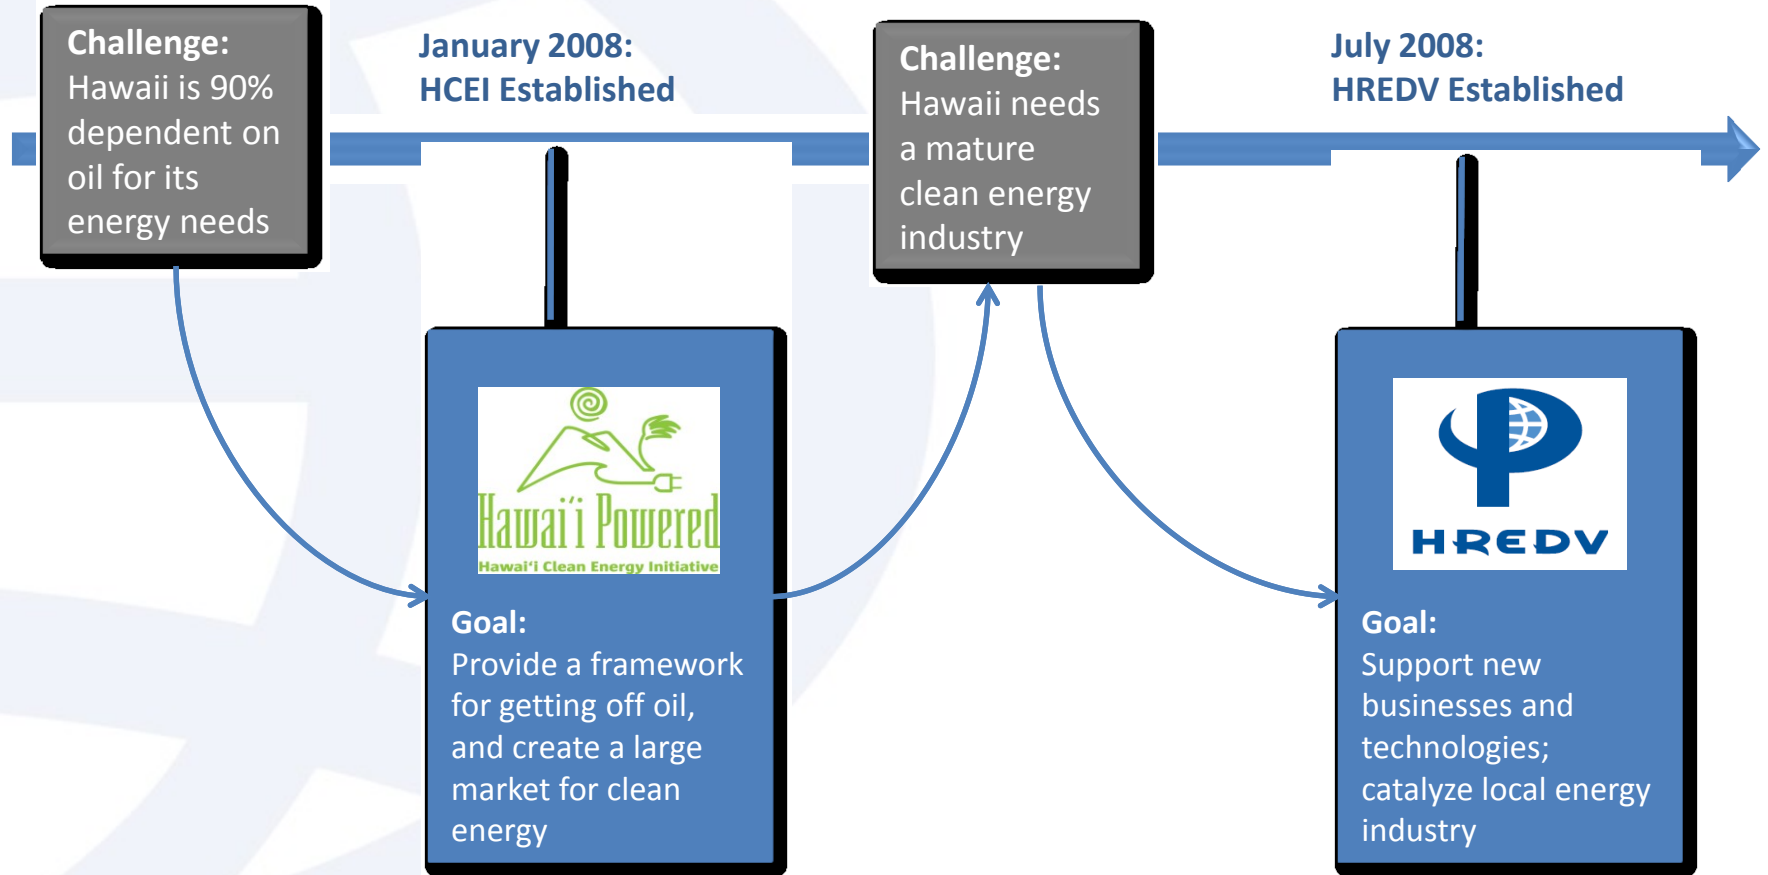 Challenge:
Hawaii is 90%
dependent on
oil for its
energy needs
January 2008:
HCEI Established
Challenge:
Hawaii needs
a mature
clean energy
industry
July 2008:
HREDV Established
Hawai'i Powered
Hawai‘i Clean Energy Initiative
Goal:
Provide a framework
for getting off oil,
and create a large
market for clean
energy
HREDV
Goal:
Support new
businesses and
technologies;
catalyze local energy
industry